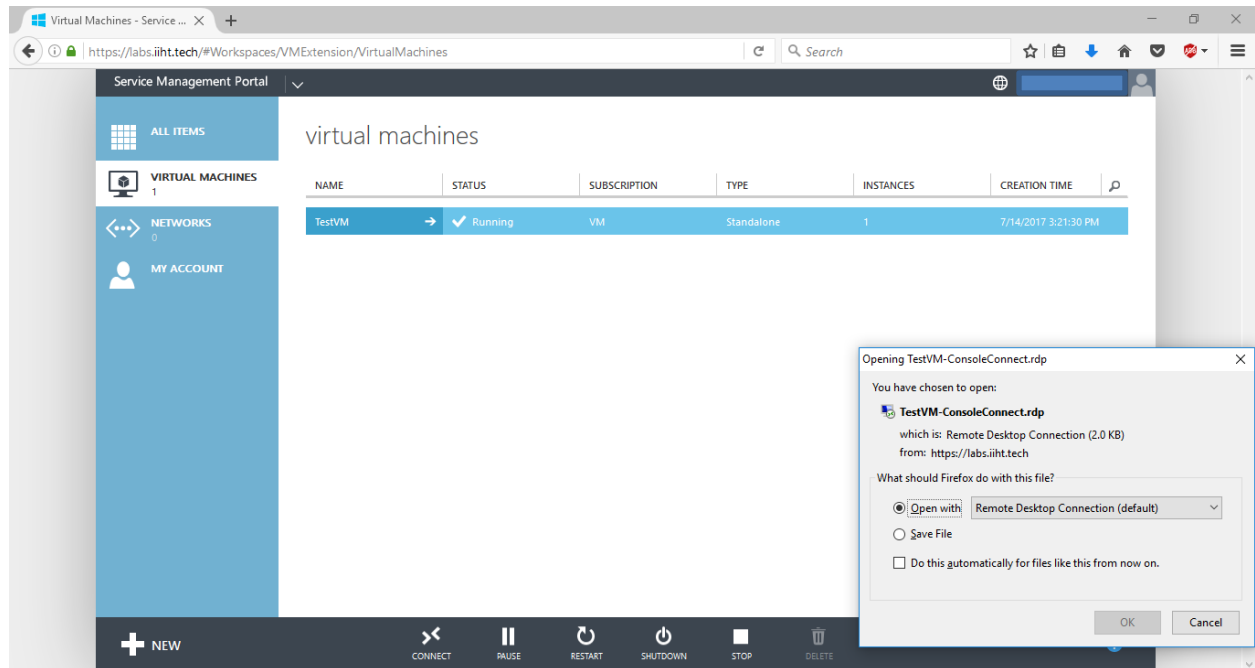 Virtual Machines - Service ...
https://labs.iiht.tech/#Workspaces/VMExtension/VirtualMachines
Search
ABP
Service Management Portal
ALL ITEMS
VIRTUAL MACHINES
1
NETWORKS
0
MY ACCOUNT
virtual machines
NAME STATUS SUBSCRIPTION TYPE INSTANCES CREATION TIME
TestVM Running VM Standalone 1 7/14/2017 3:21:30 PM
Opening TestVM-ConsoleConnect.rdp
You have chosen to open:
TestVM-ConsoleConnect.rdp
which is: Remote Desktop Connection (2.0 KB)
from: https://labs.iiht.tech
What should Firefox do with this file?
Open with Remote Desktop Connection (default)
Save File
Do this automatically for files like this from now on.
OK Cancel
NEW
CONNECT PAUSE RESTART SHUTDOWN STOP DELETE